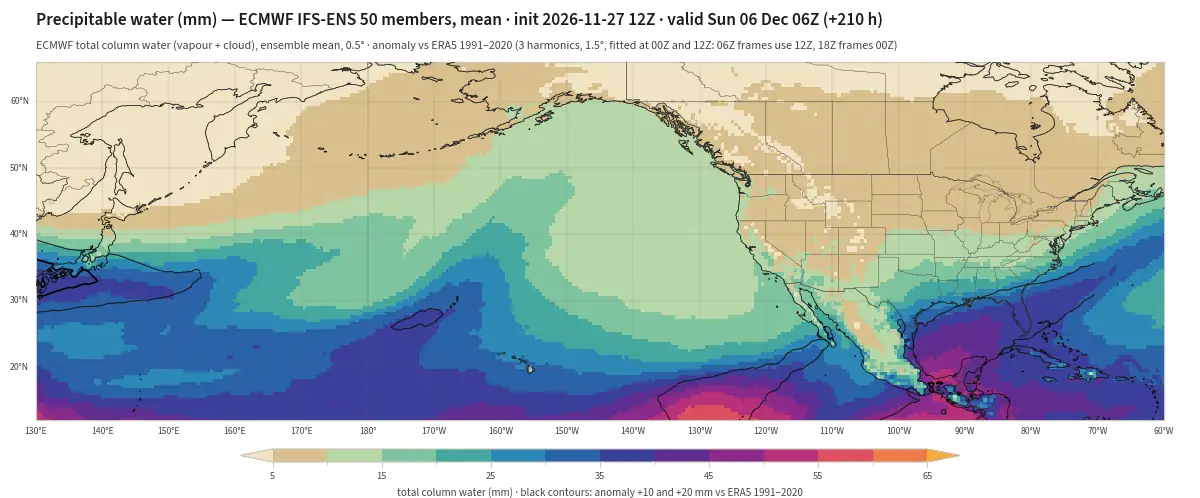 Precipitable water (mm) — ECMWF IFS-ENS 50 members, mean · init 2026-11-27 12Z · valid Sun 06 Dec 06Z (+210 h)
ECMWF total column water (vapour + cloud), ensemble mean, 0.5° · anomaly vs ERA5 1991–2020 (3 harmonics, 1.5°, fitted at 00Z and 12Z: 06Z frames use 12Z, 18Z frames 00Z)
60°N
50°N
40°N
30°N
20°N
130°E 140°E 150°E 160°E 170°E 180° 170°W 160°W 150°W 140°W 130°W 120°W 110°W 100°W 90°W 80°W 70°W 60°W
5 15 25 35 45 55 65
total column water (mm) · black contours: anomaly +10 and +20 mm vs ERA5 1991–2020